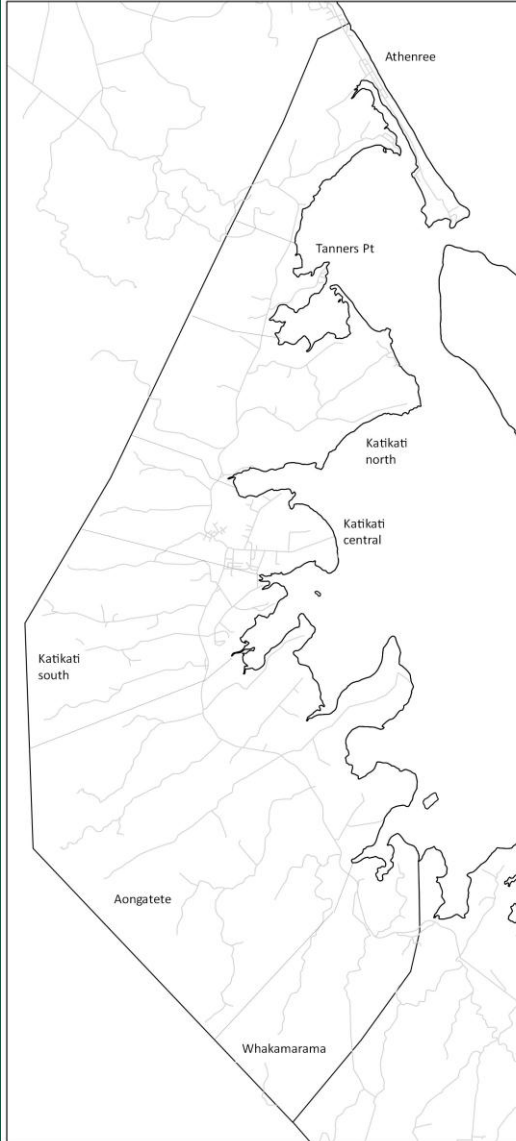 Athenree
Tanners Pt
Katikati
north
Katikati
central
Katikati
south
Aongatete
Whakamarama